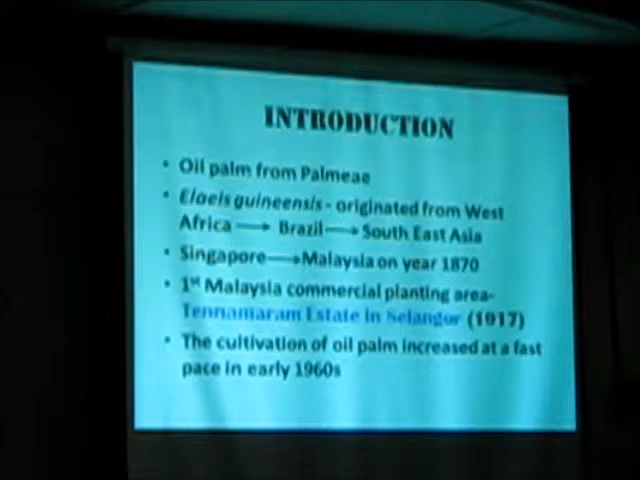 INTRODUCTION
• Oil palm from Palmeae
• Elaeis guineensis - originated from West
Africa → Brazil → South East Asia
• Singapore → Malaysia on year 1870
• 1st Malaysia commercial planting area-
Tennamaram Estate in Selangor (1917)
• The cultivation of oil palm increased at a fast
pace in early 1960s